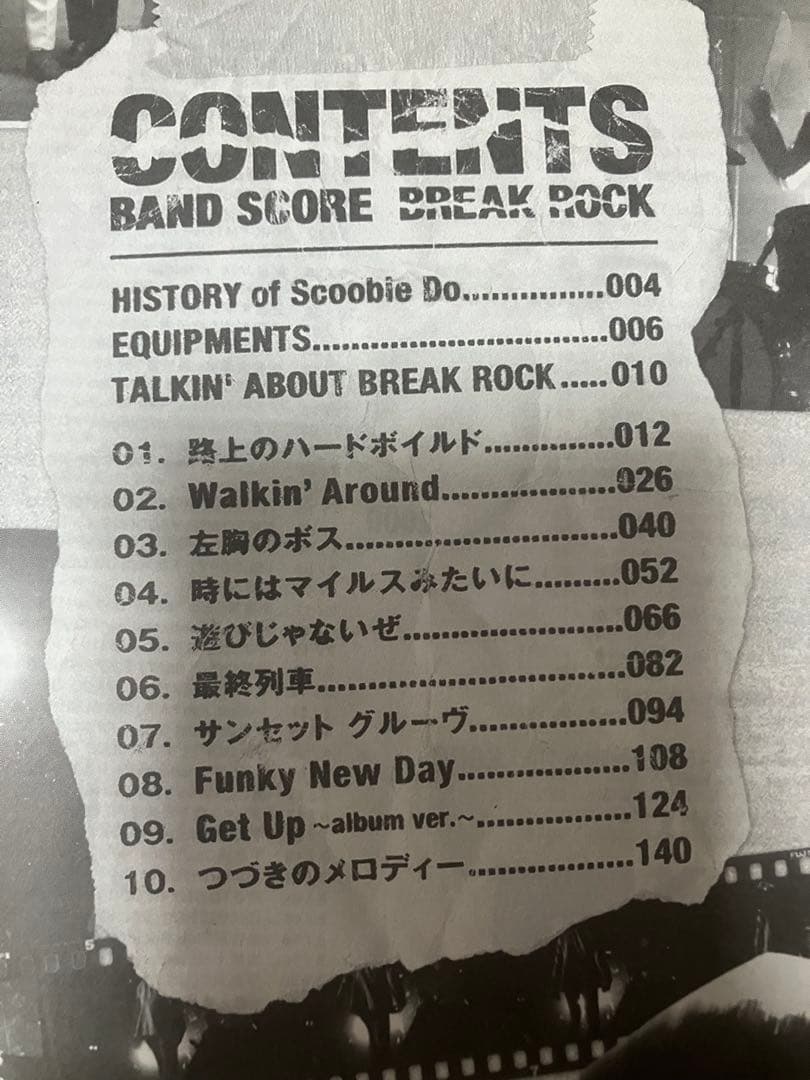 CONTENTS
BAND SCORE BREAK ROCK
HISTORY of Scoobie Do...............004
EQUIPMENTS...............................006
TALKIN' ABOUT BREAK ROCK.....010
01. 路上のハードボイルド..............012
02. Walkin' Around..................026
03. 左胸のボス.............................040
04. 時にはマイルスみたいに.........052
05. 遊びじゃないぜ.......................066
06. 最終列車................................082
07. サンセット グルーヴ................094
08. Funky New Day..................108
09. Get Up ~album ver.~................124
10. つづきのメロディー.................140